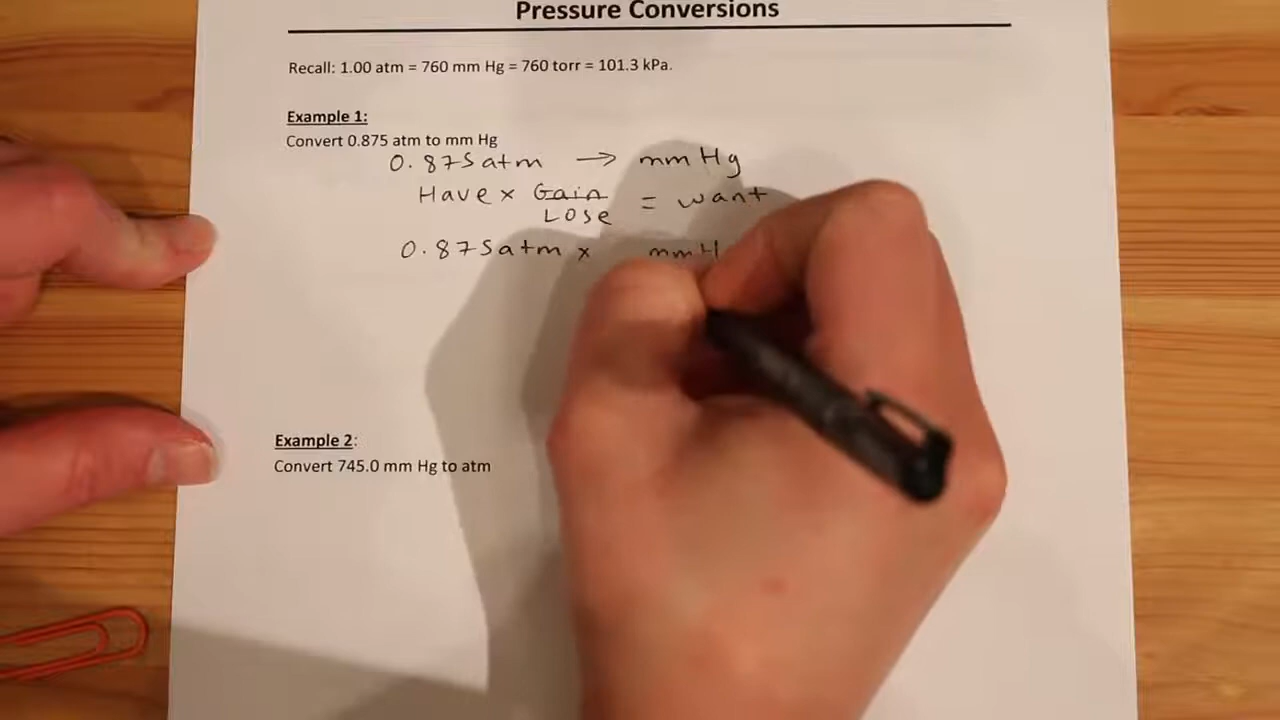 Pressure Conversions
Recall: 1.00 atm = 760 mm Hg = 760 torr = 101.3 kPa.
Example 1:
Convert 0.875 atm to mm Hg
0.875 atm → mm Hg
Have × Gain = want
Lose
0.875 atm × mm
Example 2:
Convert 745.0 mm Hg to atm